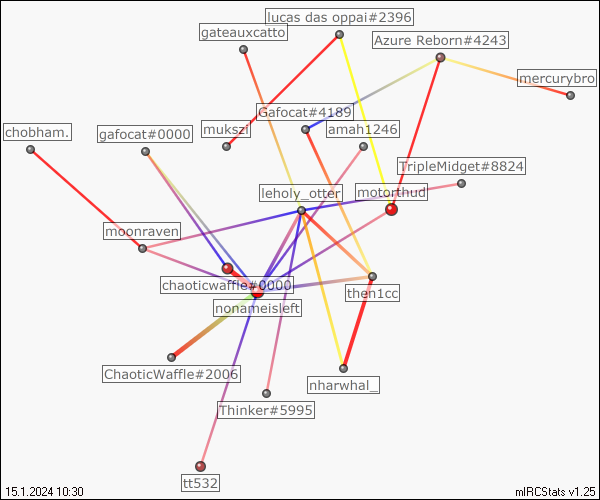 lucas das oppai#2396
gateauxcatto
Azure Reborn#4243
mercurybro
Gafocat#4189
chobham.
gafocat#0000
mukszi
amah1246
TripleMidget#8824
leholy_otter
motorthud
moonraven
chaoticwaffle#0000
then1cc
nonameisleft
ChaoticWaffle#2006
nharwhal_
Thinker#5995
tt532
15.1.2024 10:30
mIRCStats v1.25